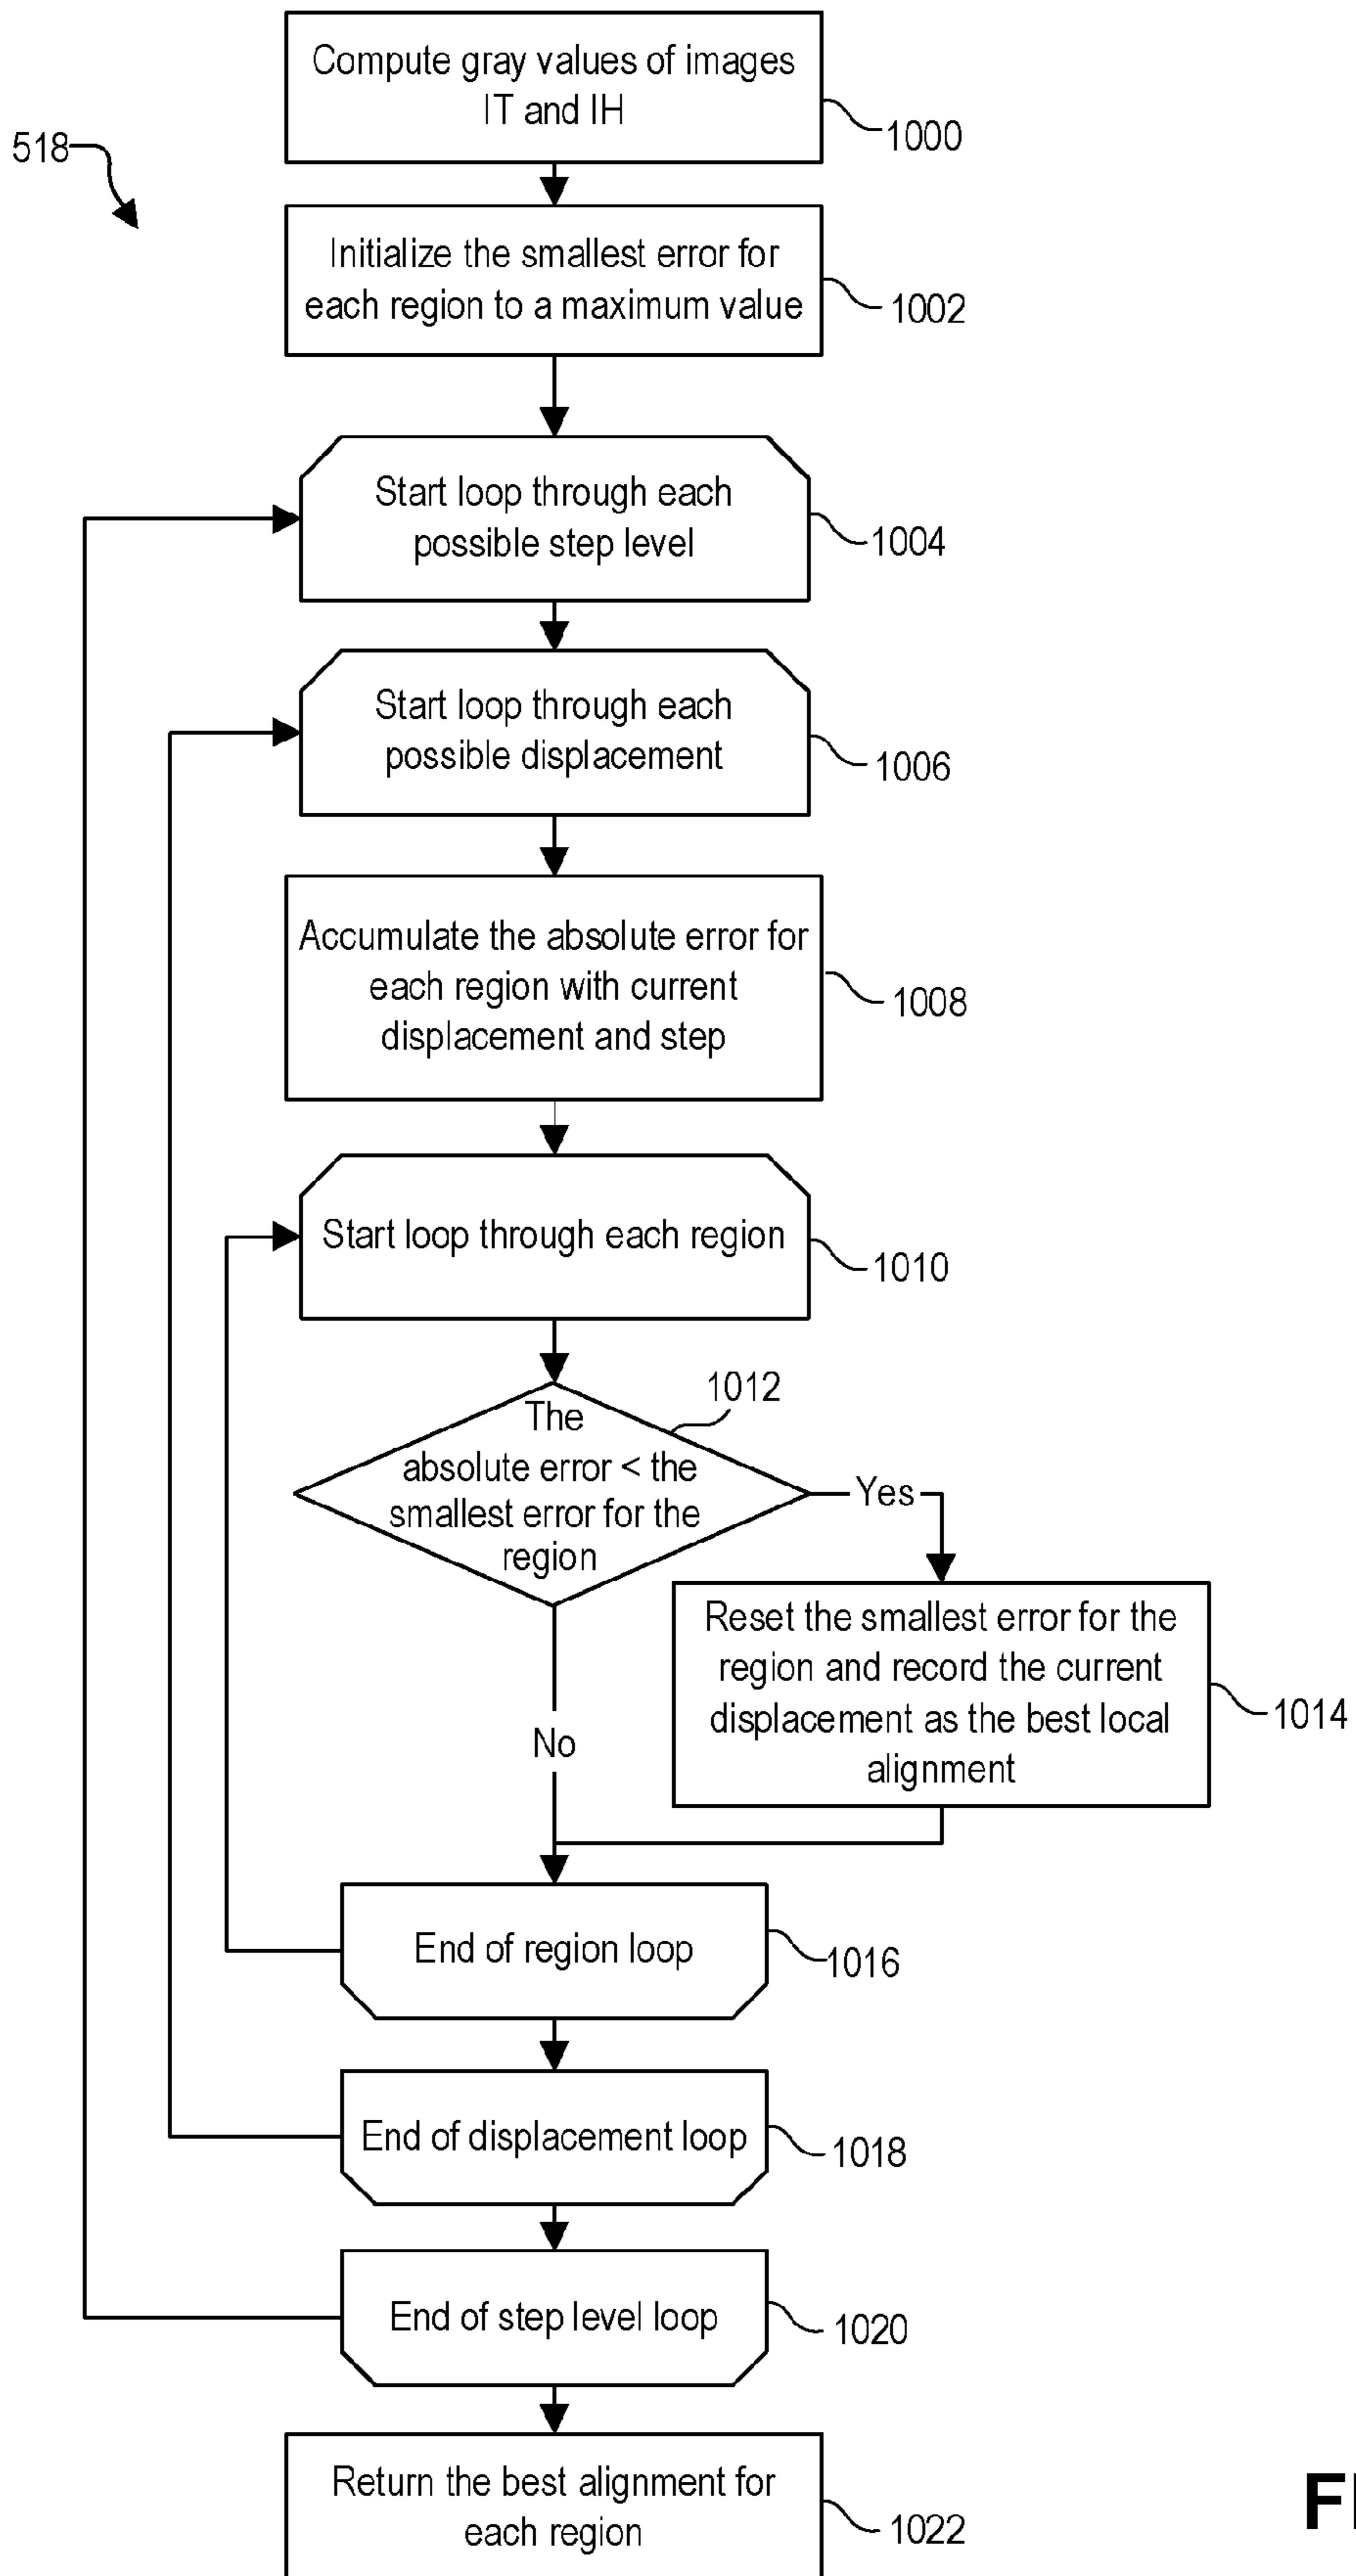 Compute gray values of images
IT and IH
1000
518
Initialize the smallest error for
each region to a maximum value
1002
Start loop through each
possible step level
1004
Start loop through each
possible displacement
1006
Accumulate the absolute error for
each region with current
displacement and step
1008
Start loop through each region
1010
1012
The
absolute error < the
smallest error for the
region
Yes
Reset the smallest error for the
region and record the current
displacement as the best local
alignment
1014
No
End of region loop
1016
End of displacement loop
1018
End of step level loop
1020
Return the best alignment for
each region
1022